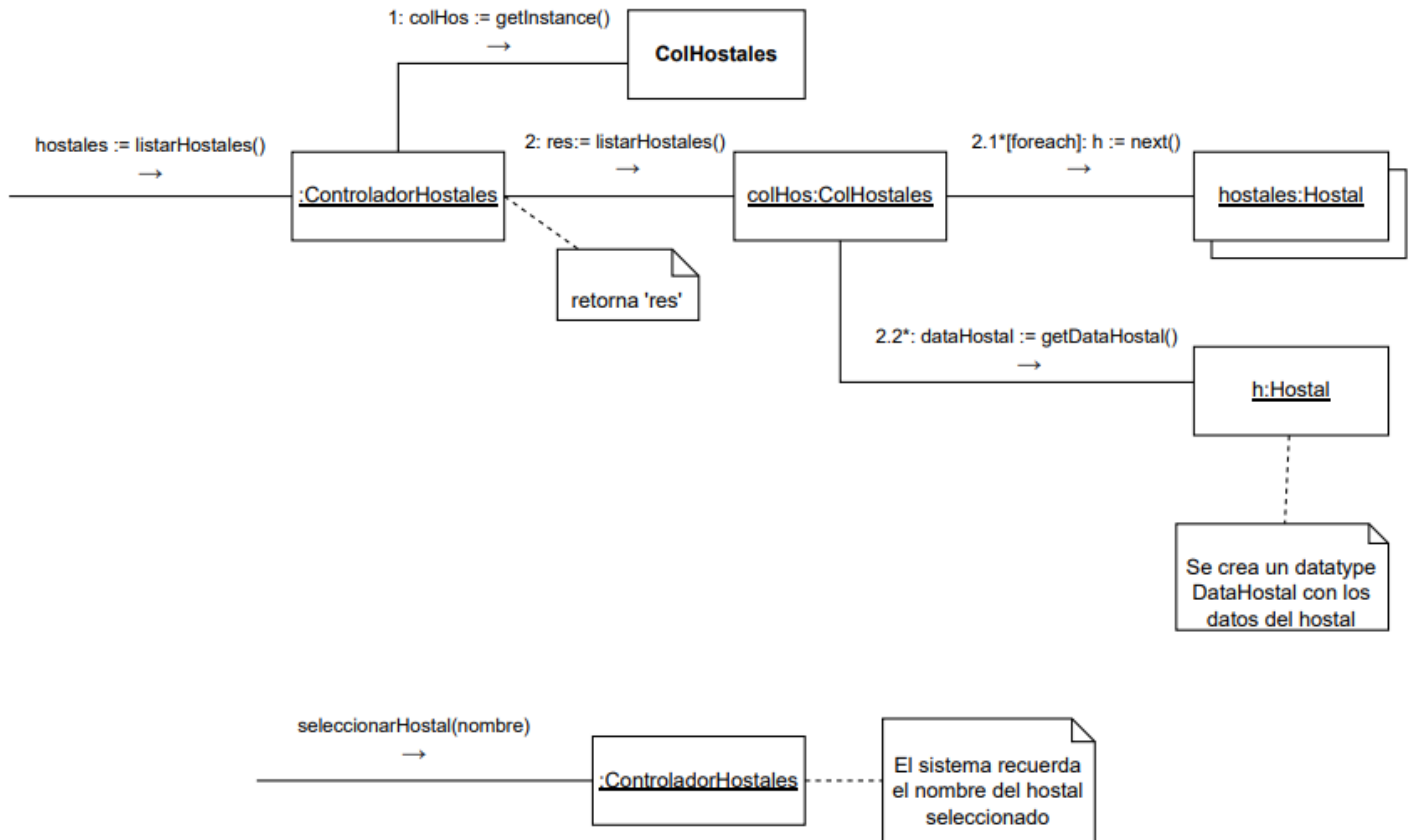 1: colHos := getInstance()
→
ColHostales
hostales := listarHostales()
→
:ControladorHostales
2: res:= listarHostales()
→
colHos:ColHostales
2.1*[foreach]: h := next()
→
hostales:Hostal
retorna 'res'
2.2*: dataHostal := getDataHostal()
→
h:Hostal
Se crea un datatype
DataHostal con los
datos del hostal
seleccionarHostal(nombre)
→
:ControladorHostales
El sistema recuerda
el nombre del hostal
seleccionado